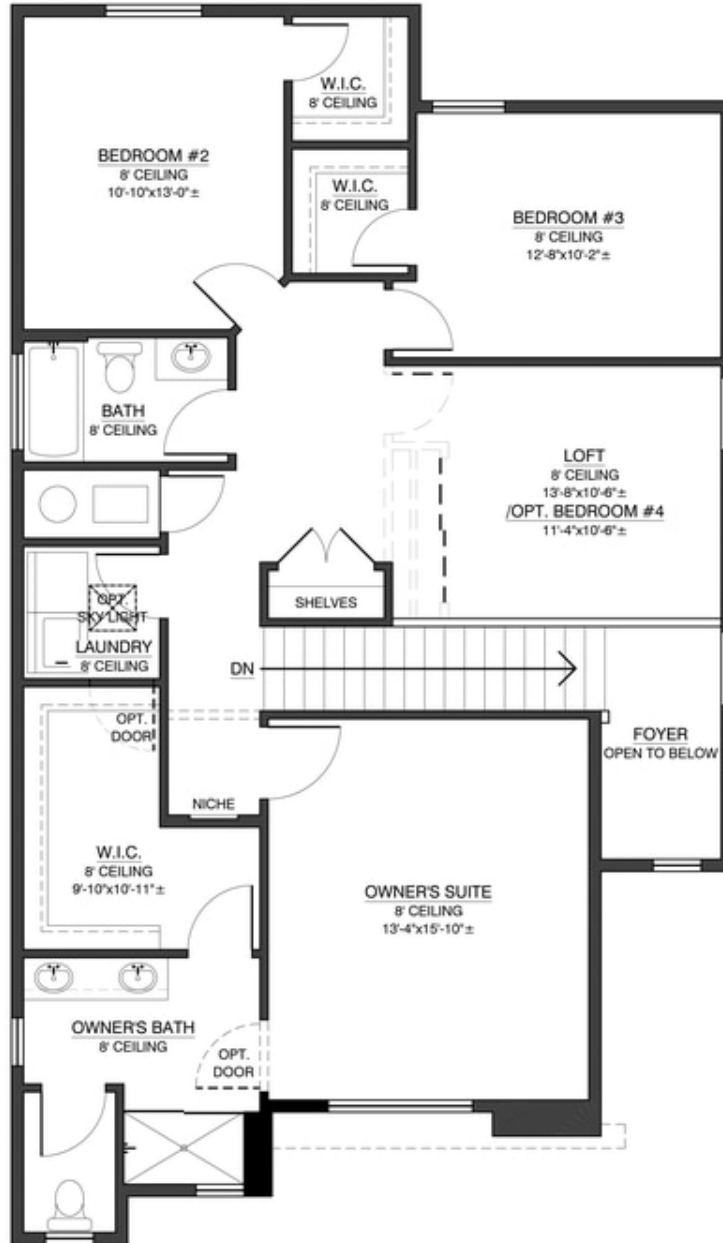 W.I.C.
8' CEILING
BEDROOM #2
8' CEILING
10'-10"x13'-0"±
W.I.C.
8' CEILING
BEDROOM #3
8' CEILING
12'-8"x10'-2"±
BATH
8' CEILING
LOFT
8' CEILING
13'-8"x10'-6"±
/OPT. BEDROOM #4
11'-4"x10'-6"±
OPT.
SKY LIGHT
SHELVES
LAUNDRY
8' CEILING
DN
OPT.
DOOR
FOYER
OPEN TO BELOW
NICHE
W.I.C.
8' CEILING
9'-10"x10'-11"±
OWNER'S SUITE
8' CEILING
13'-4"x15'-10"±
OWNER'S BATH
8' CEILING
OPT.
DOOR